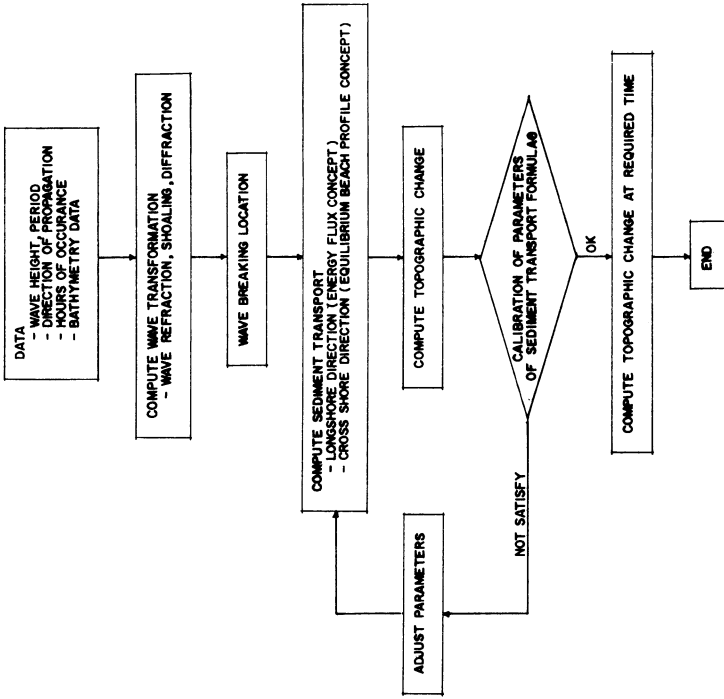 DATA
- WAVE HEIGHT, PERIOD
- DIRECTION OF PROPAGATION
- HOURS OF OCCURANCE
- BATHYMETRY DATA
COMPUTE WAVE TRANSFORMATION
- WAVE REFRACTION, SHOALING, DIFFRACTION
WAVE BREAKING LOCATION
COMPUTE SEDIMENT TRANSPORT
- LONGSHORE DIRECTION (ENERGY FLUX CONCEPT)
- CROSS SHORE DIRECTION (EQUILIBRIUM BEACH PROFILE CONCEPT)
COMPUTE TOPOGRAPHIC CHANGE
CALIBRATION OF PARAMETERS
OF SEDIMENT TRANSPORT FORMULAS
NOT SATISFY
ADJUST PARAMETERS
OK
COMPUTE TOPOGRAPHIC CHANGE AT REQUIRED TIME
END